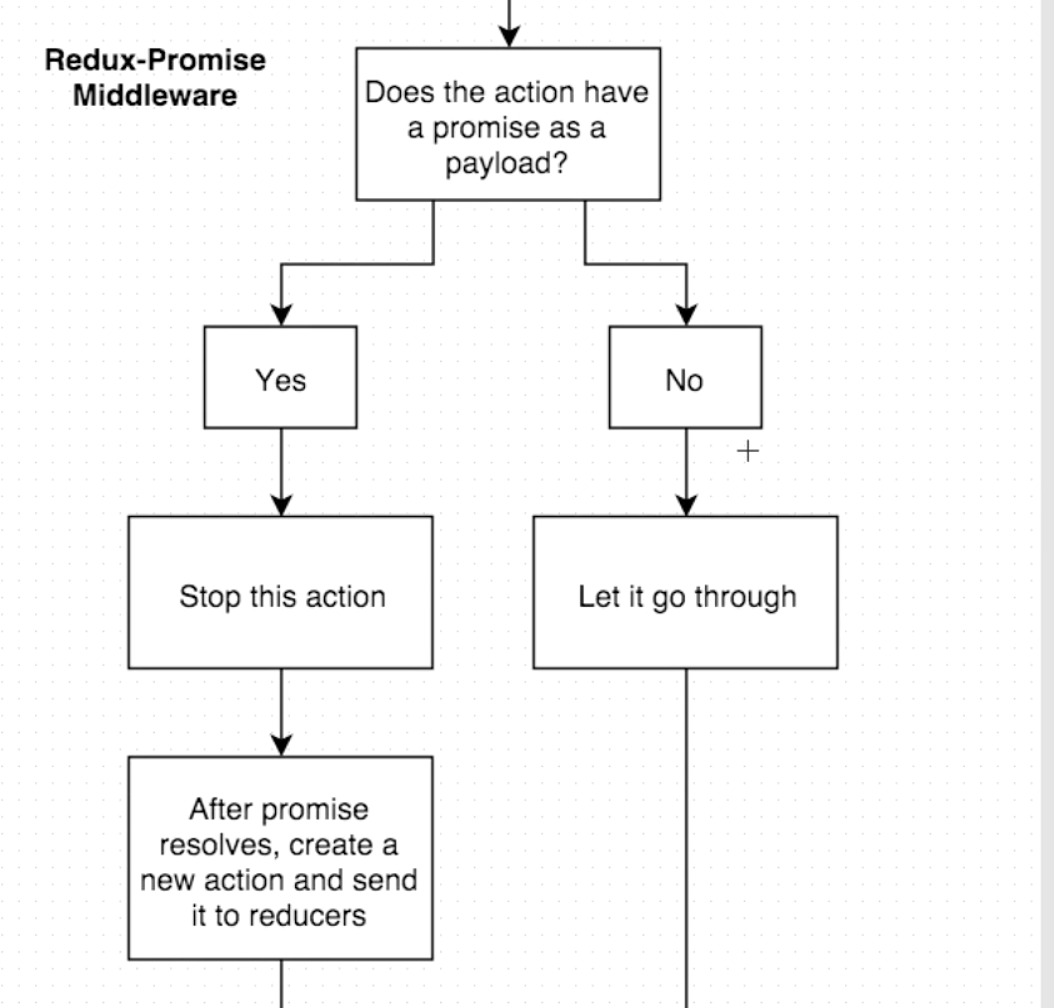 Redux-Promise
Middleware
Does the action have
a promise as a
payload?
Yes
No
Stop this action
Let it go through
After promise
resolves, create a
new action and send
it to reducers